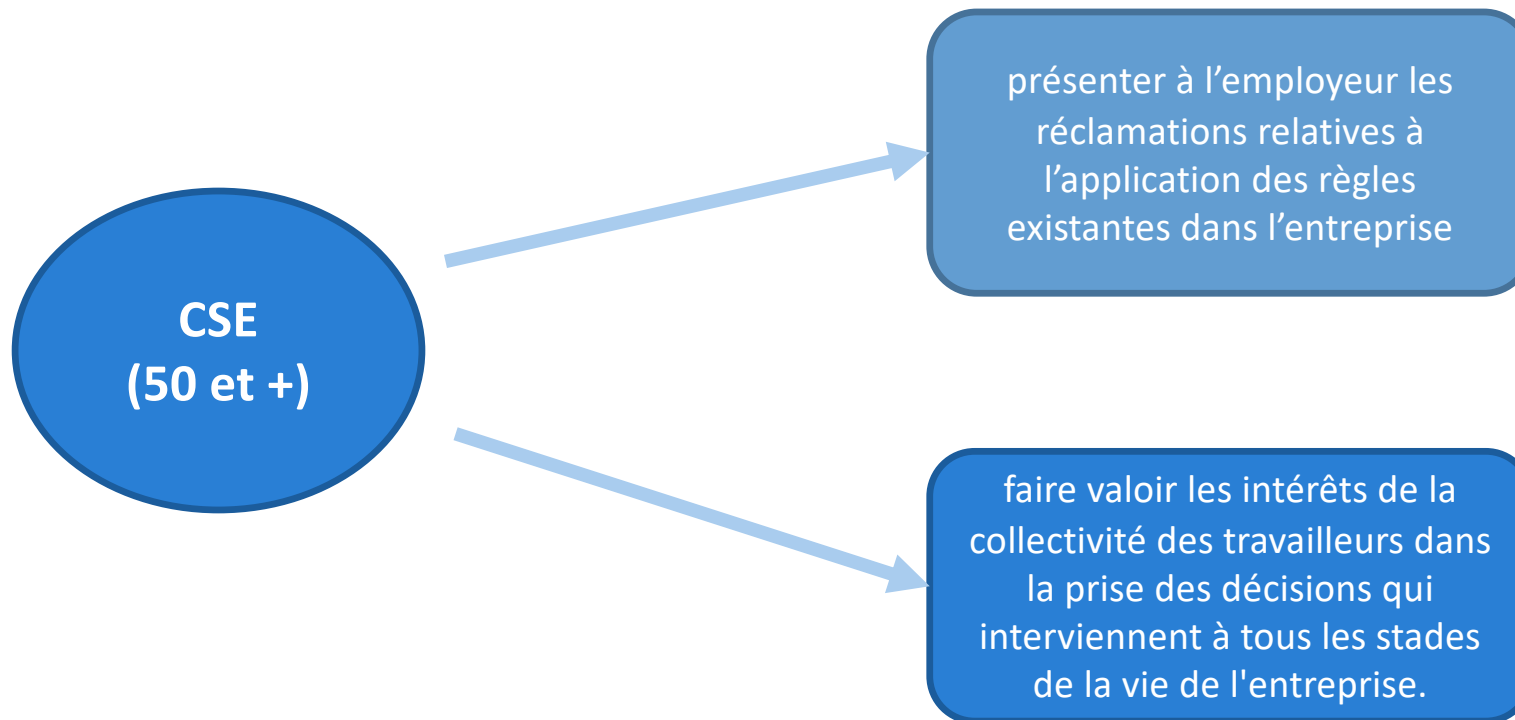 CSE
(50 et +)
présenter à l’employeur les
réclamations relatives à
l’application des règles
existantes dans l’entreprise
faire valoir les intérêts de la
collectivité des travailleurs dans
la prise des décisions qui
interviennent à tous les stades
de la vie de l'entreprise.